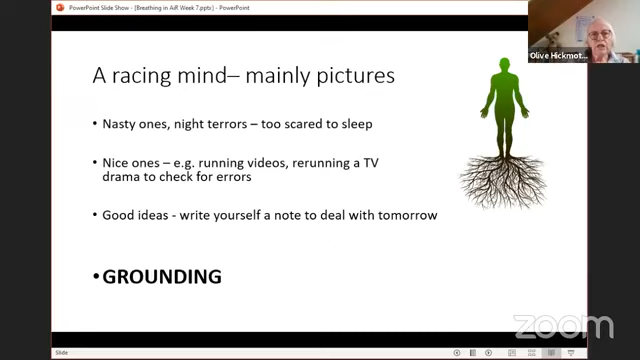 PowerPoint Slide Show - [Breathing in AiR Week 7.pptx] - PowerPoint
Olive Hickmot...
A racing mind– mainly pictures
• Nasty ones, night terrors – too scared to sleep
• Nice ones – e.g. running videos, rerunning a TV
drama to check for errors
• Good ideas - write yourself a note to deal with tomorrow
• GROUNDING
zoom
Slide